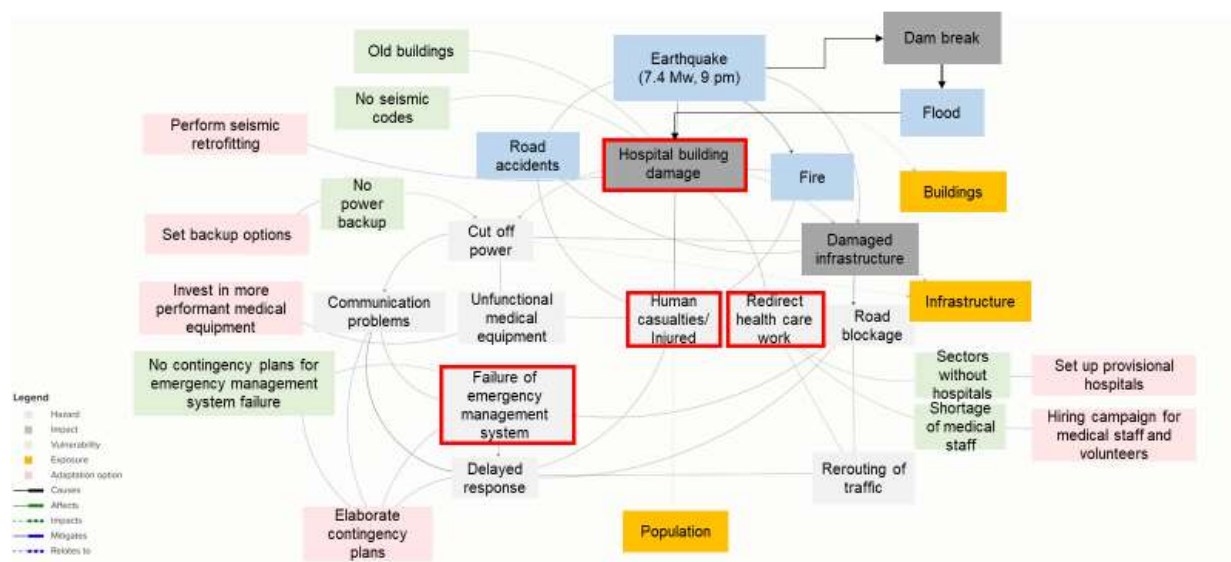 Old buildings
Earthquake
(7.4 Mw, 9 pm)
Dam break
No seismic
codes
Flood
Perform seismic
retrofitting
Road
accidents
Hospital building
damage
Fire
Buildings
No
power
backup
Set backup options
Cut off
power
Damaged
infrastructure
Invest in more
performant medical
equipment
Communication
problems
Unfunctional
medical
equipment
Human
casualties/
Injured
Redirect
health care
work
Road
blockage
Infrastructure
No contingency plans for
emergency management
system failure
Failure of
emergency
management
system
Sectors
without
hospitals
Set up provisional
hospitals
Shortage
of medical
staff
Hiring campaign for
medical staff and
volunteers
Delayed
response
Rerouting of
traffic
Elaborate
contingency
plans
Population
Legend
Hazard
Impact
Vulnerability
Exposure
Adaptation option
Causes
Affects
Impacts
Mitigates
Relates to